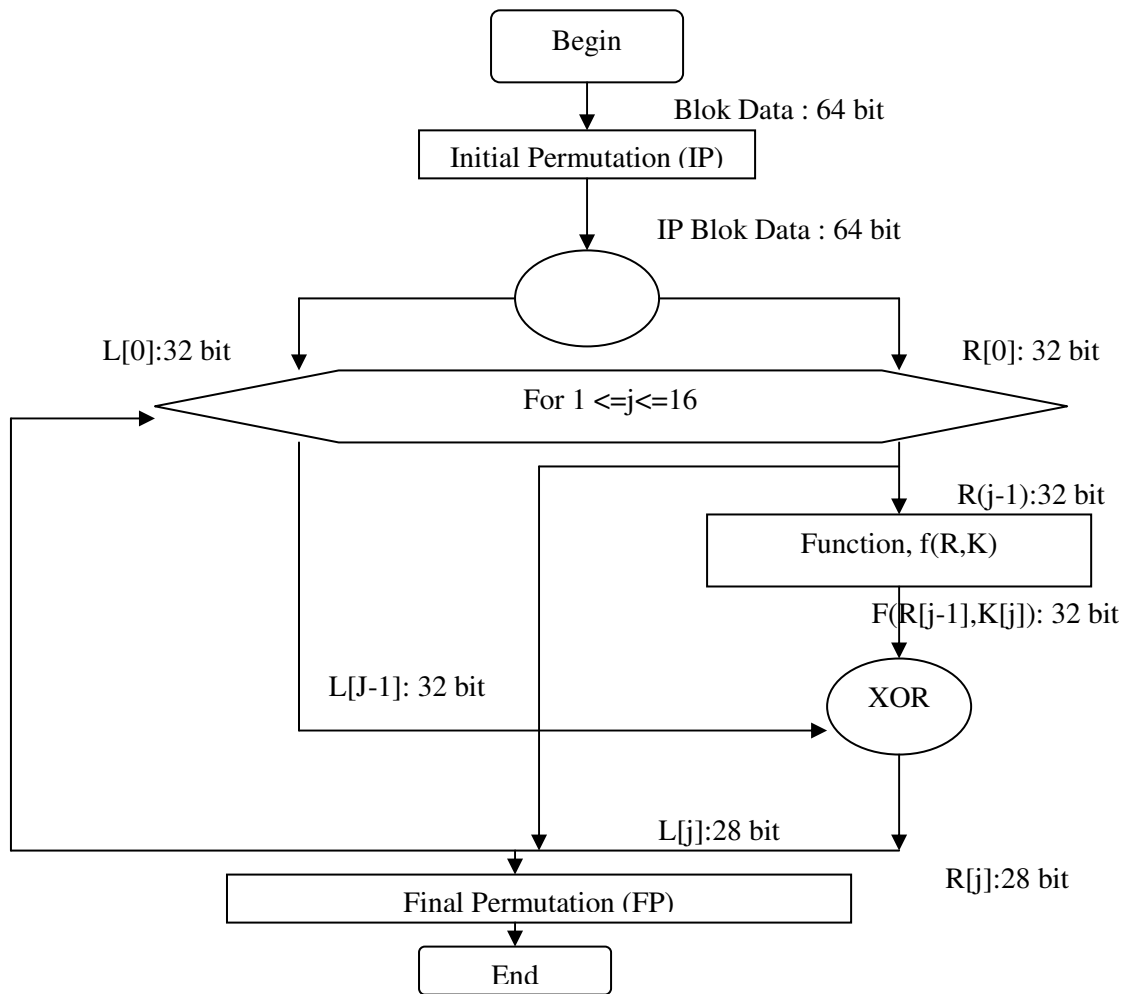 Begin
Blok Data : 64 bit
Initial Permutation (IP)
IP Blok Data : 64 bit
L[0]:32 bit
R[0]: 32 bit
For 1 <=j<=16
R(j-1):32 bit
Function, f(R,K)
F(R[j-1],K[j]): 32 bit
L[J-1]: 32 bit
XOR
L[j]:28 bit
R[j]:28 bit
Final Permutation (FP)
End